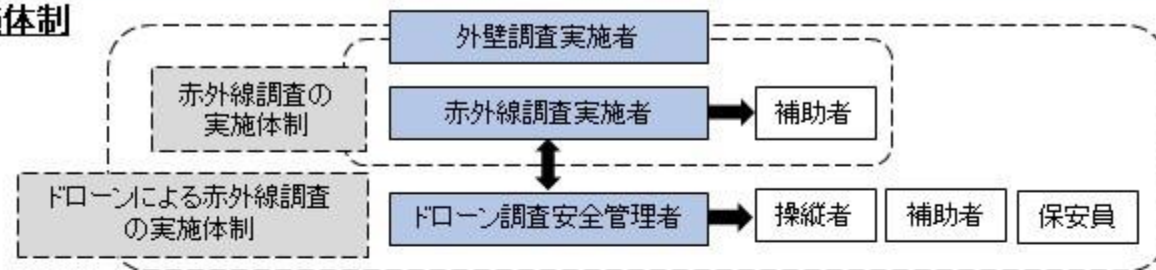 体制
外壁調査実施者
赤外線調査の
実施体制
赤外線調査実施者
補助者
ドローンによる赤外線調査
の実施体制
ドローン調査安全管理者
操縦者
補助者
保安員